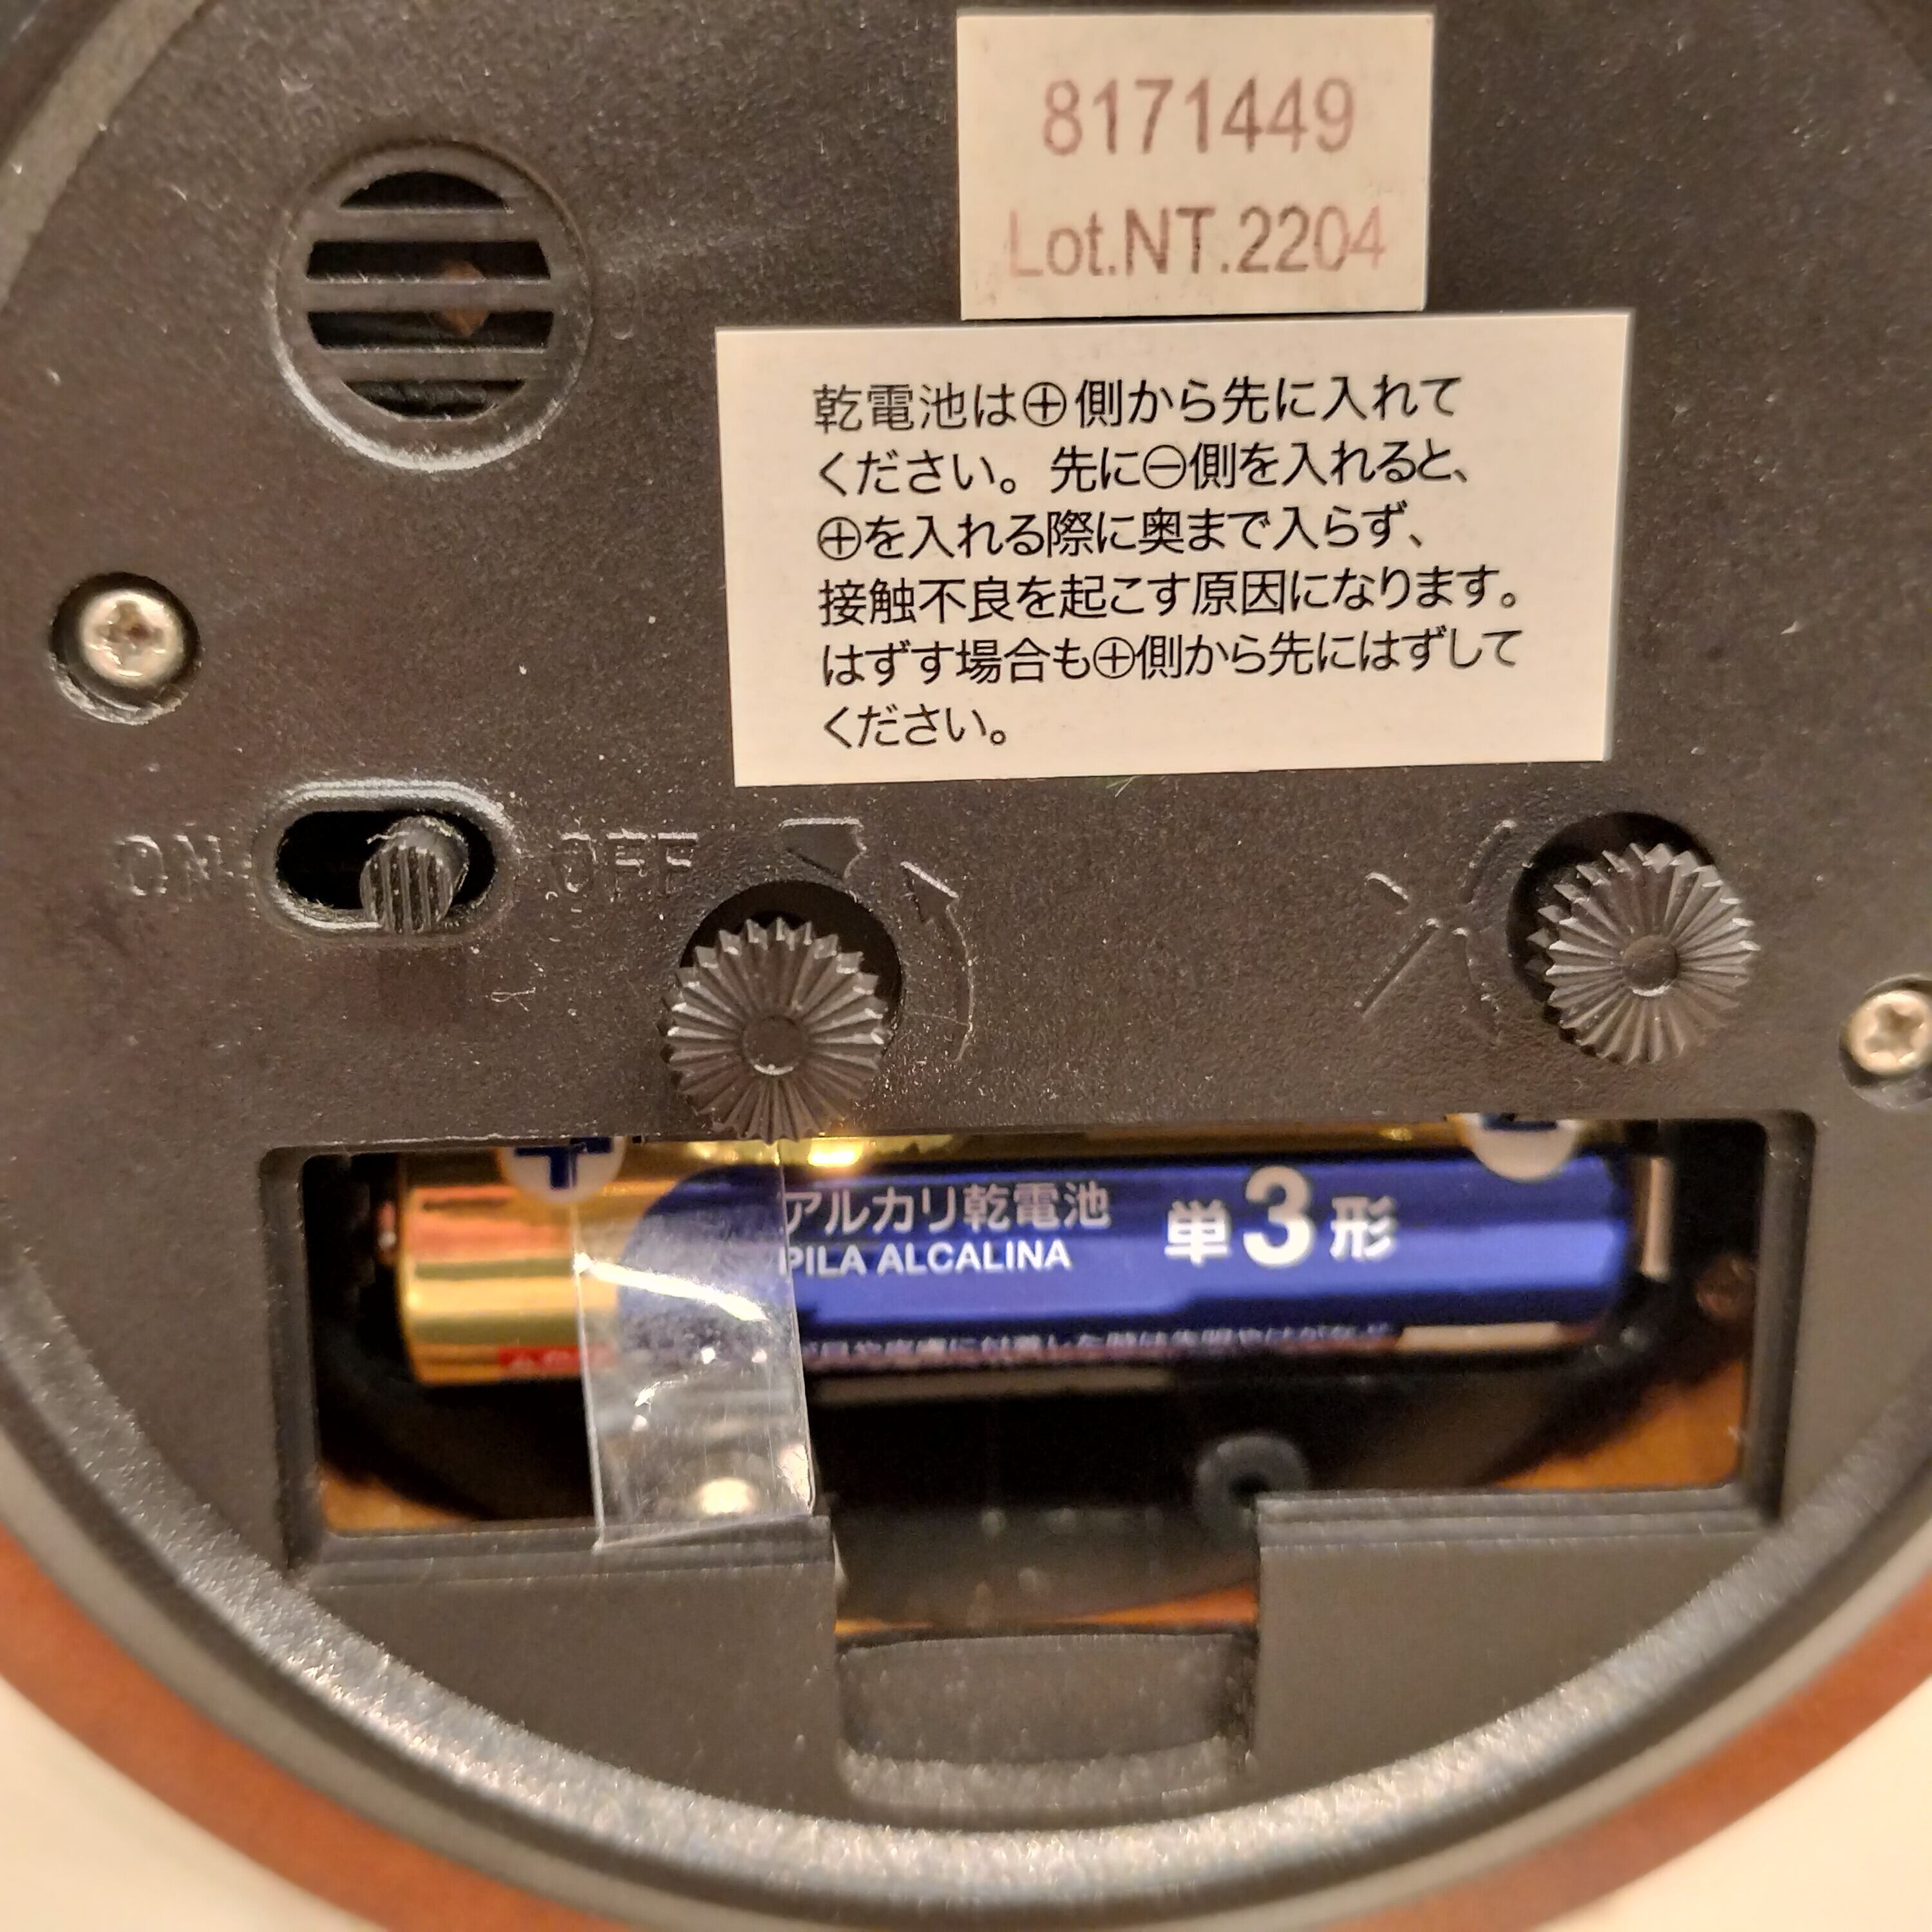 8171449
Lot.NT.2204
乾電池は⊕側から先に入れて
ください。先に⊖側を入れると、
⊕を入れる際に奥まで入らず、
接触不良を起こす原因になります。
はずす場合も⊕側から先にはずして
ください。
ON
OFF
+
アルカリ乾電池 単3形
PILA ALCALINA